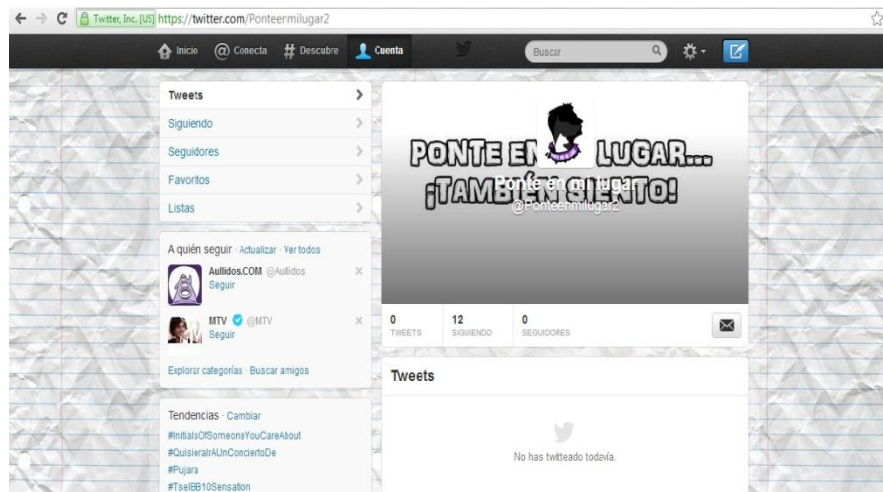 Twitter, Inc. [US] https://twitter.com/Ponteermilugar2
Inicio Conecta Descubre Cuenta Buscar
Tweets
Siguiendo
Seguidores
Favoritos
Listas
A quién seguir · Actualizar · Ver todos
Aullidos.COM @Aullidos
Seguir
MTV @MTV
Seguir
Explorar categorías · Buscar amigos
Tendencias · Cambiar
#InitialsOfSomeoneYouCareAbout
#QuisieraIrAUnConciertoDe
#Pujara
#TselBB10Sensation
PONTE EN LUGAR...
¡TAMBIÉN SIENTO!
Ponte en mi lugar
@Ponteenmilugar2
0 12 0
TWEETS SIGUIENDO SEGUIDORES
Tweets
No has twitteado todavía.